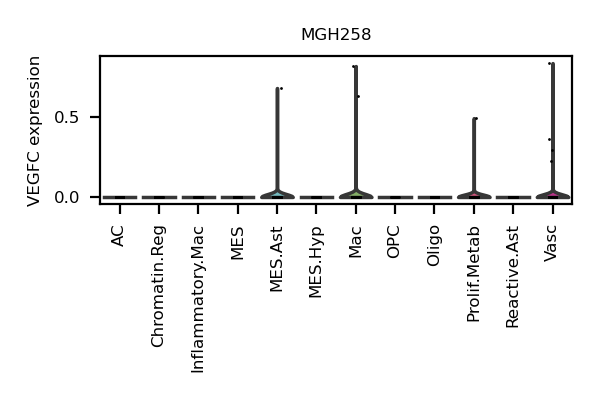 MGH258
VEGFC expression
0.5
0.0
AC
Chromatin.Reg
Inflammatory.Mac
MES
MES.Ast
MES.Hyp
Mac
OPC
Oligo
Prolif.Metab
Reactive.Ast
Vasc